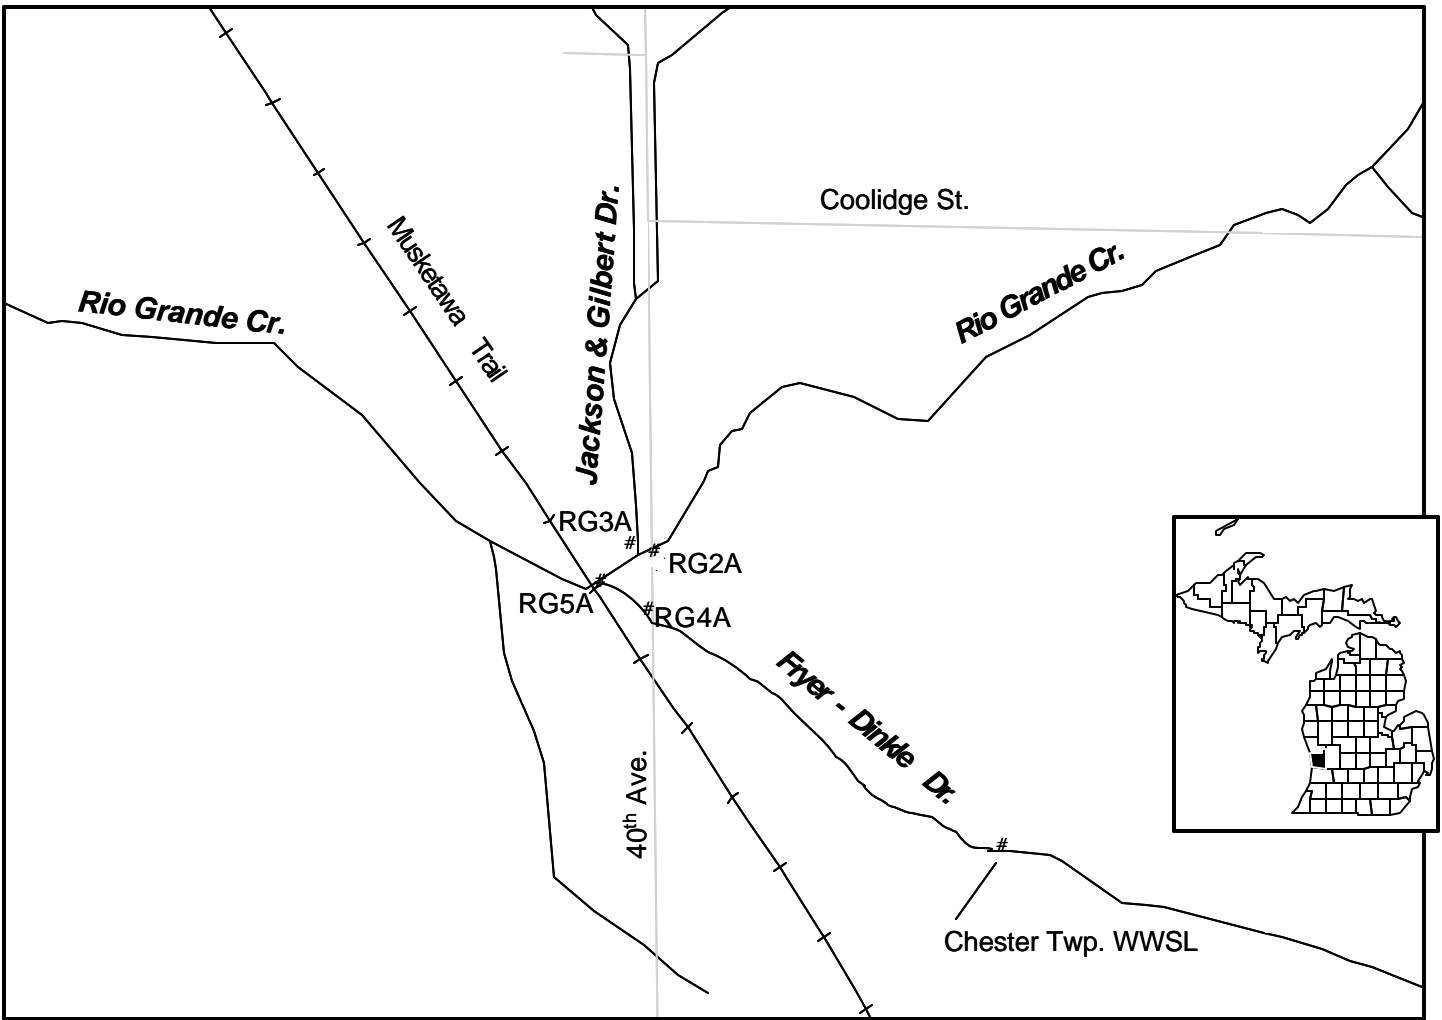 Coolidge St.
Jackson & Gilbert Dr.
Musketawa Trail
Rio Grande Cr.
Rio Grande Cr.
RG3A
#
#
RG2A
#
RG5A
#
RG4A
Fryer - Dinkle Dr.
40th Ave.
#
Chester Twp. WWSL